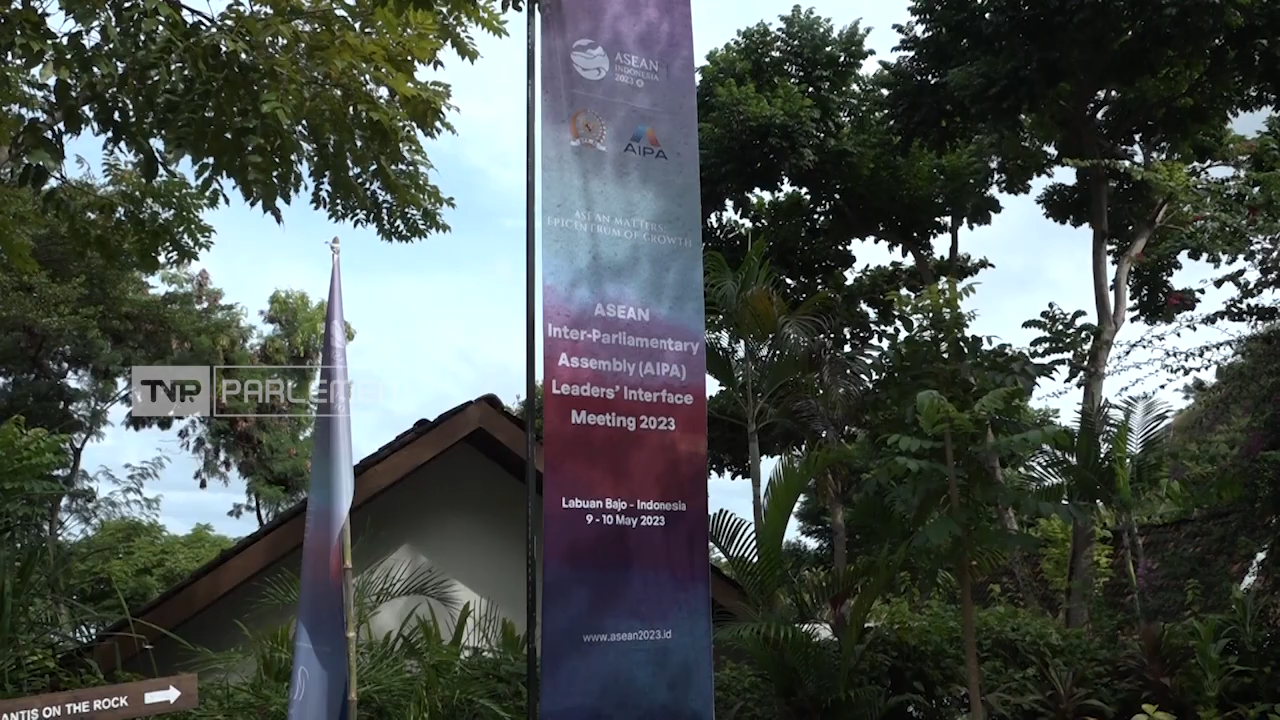 ASEAN
INDONESIA
2023
AIPA
ASEAN MATTERS:
EPICENTRUM OF GROWTH
ASEAN
Inter-Parliamentary
Assembly (AIPA)
Leaders' Interface
Meeting 2023
Labuan Bajo - Indonesia
9 - 10 May 2023
www.asean2023.id
TVP PARLEMEN
ANTIS ON THE ROCK